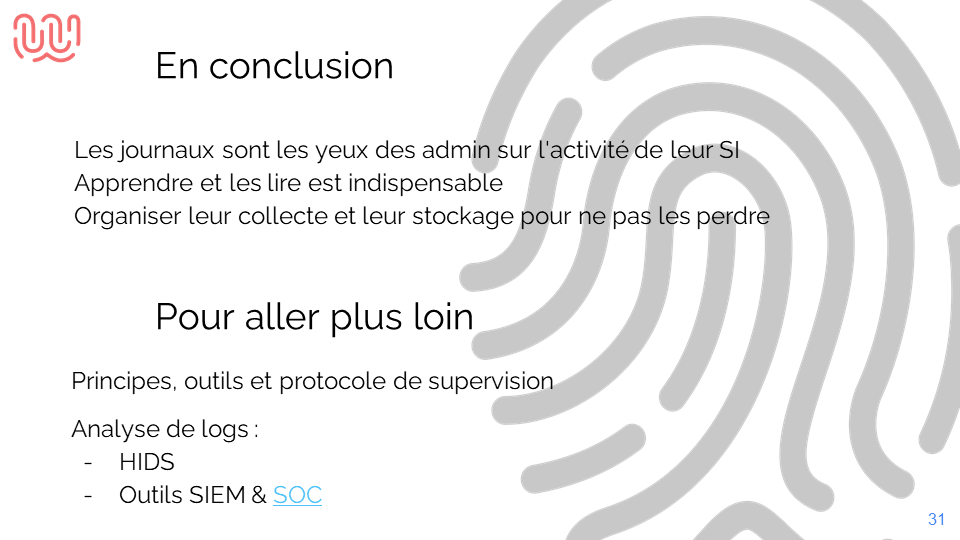 En conclusion
Les journaux sont les yeux des admin sur l'activité de leur SI
Apprendre et les lire est indispensable
Organiser leur collecte et leur stockage pour ne pas les perdre
Pour aller plus loin
Principes, outils et protocole de supervision
Analyse de logs :
- HIDS
- Outils SIEM & SOC
31